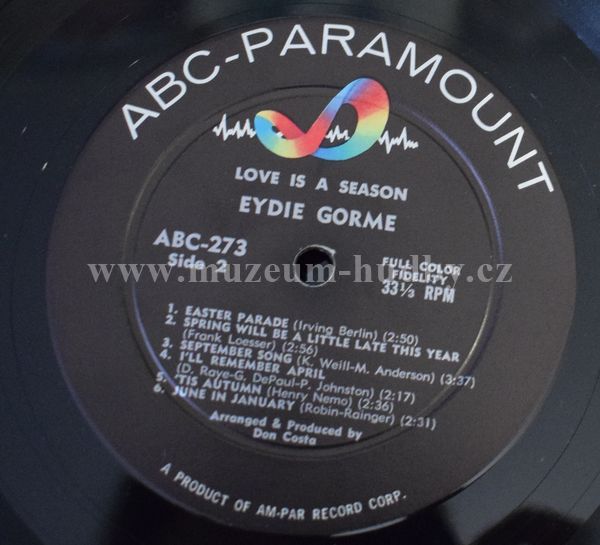 ABC-PARAMOUNT
LOVE IS A SEASON
EYDIE GORME
ABC-273
Side 2
FULL COLOR
FIDELITY
33⅓ RPM
www.muzeum-hudby.cz
1. EASTER PARADE (Irving Berlin) (2:50)
2. SPRING WILL BE A LITTLE LATE THIS YEAR
(Frank Loesser) (2:56)
3. SEPTEMBER SONG (K. Weill-M. Anderson) (3:37)
4. I'LL REMEMBER APRIL
(D. Raye-G. DePaul-P. Johnston) (2:17)
5. 'TIS AUTUMN (Henry Nemo) (2:36)
6. JUNE IN JANUARY (Robin-Rainger) (2:31)
Arranged & Produced by
Don Costa
A PRODUCT OF AM-PAR RECORD CORP.